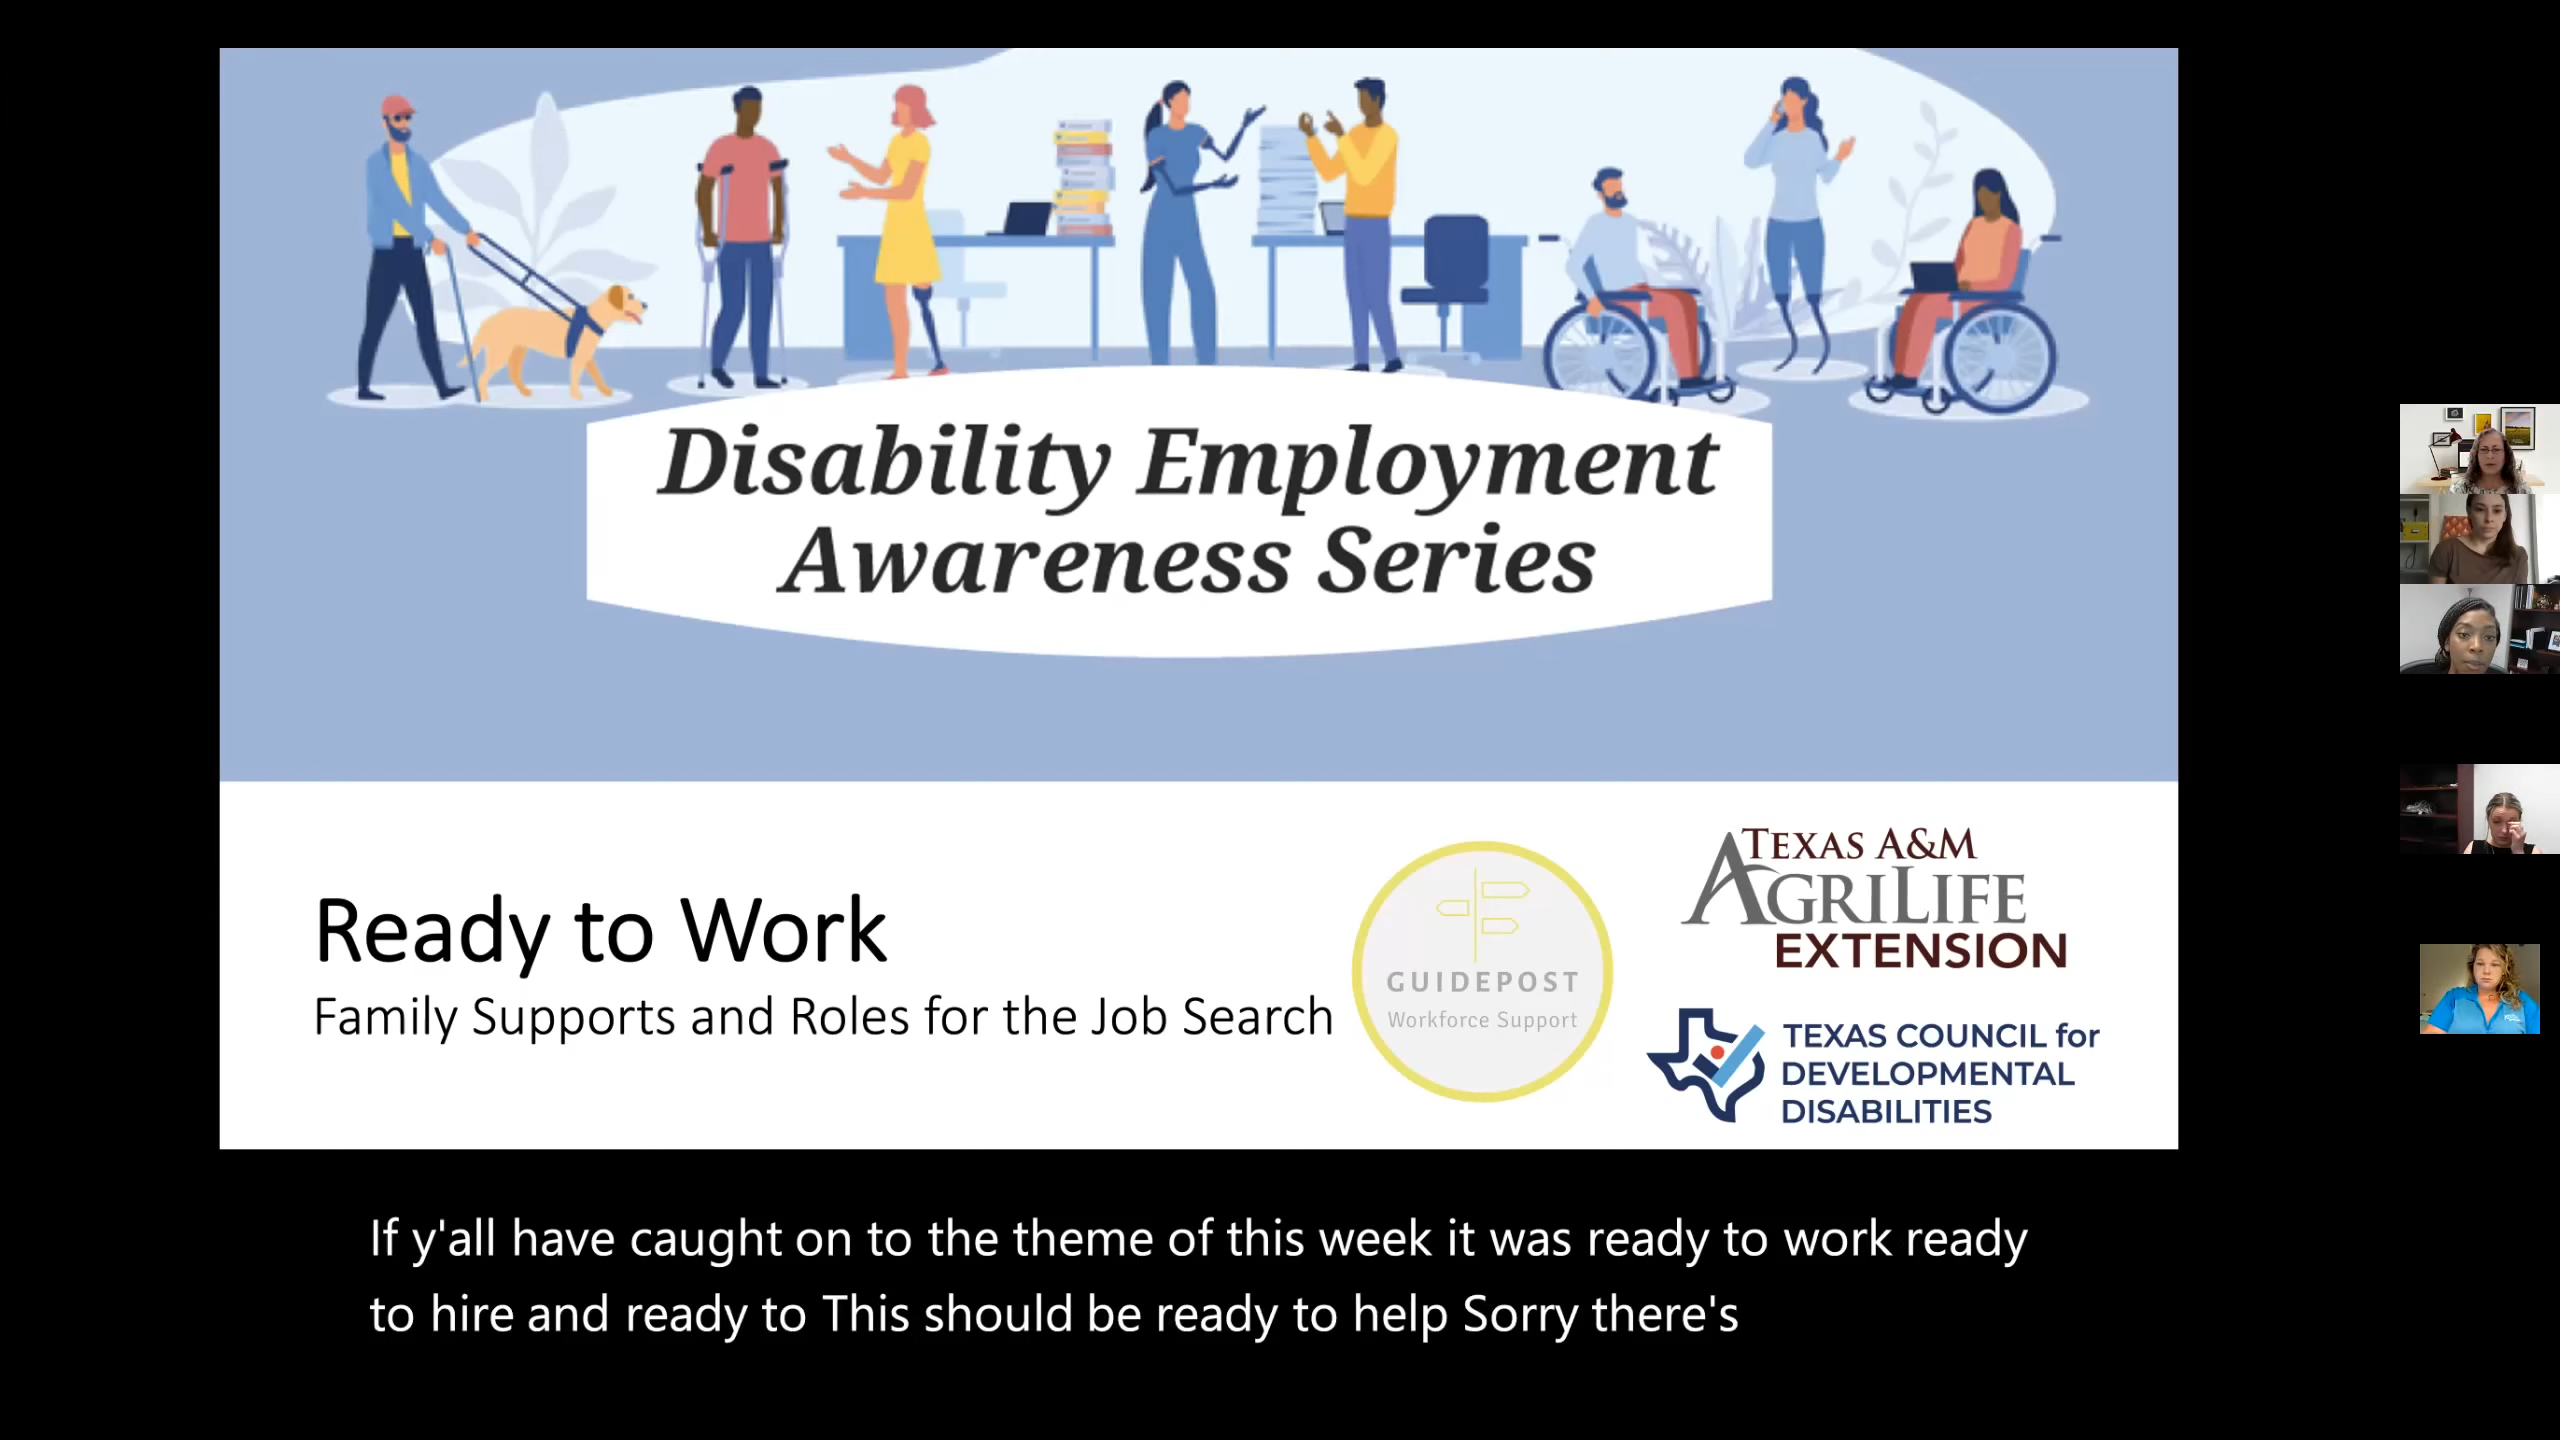 Disability Employment
Awareness Series
Ready to Work
Family Supports and Roles for the Job Search
GUIDEPOST
Workforce Support
TEXAS A&M
AGRILIFE
EXTENSION
TEXAS COUNCIL for
DEVELOPMENTAL
DISABILITIES
If y'all have caught on to the theme of this week it was ready to work ready
to hire and ready to This should be ready to help Sorry there's